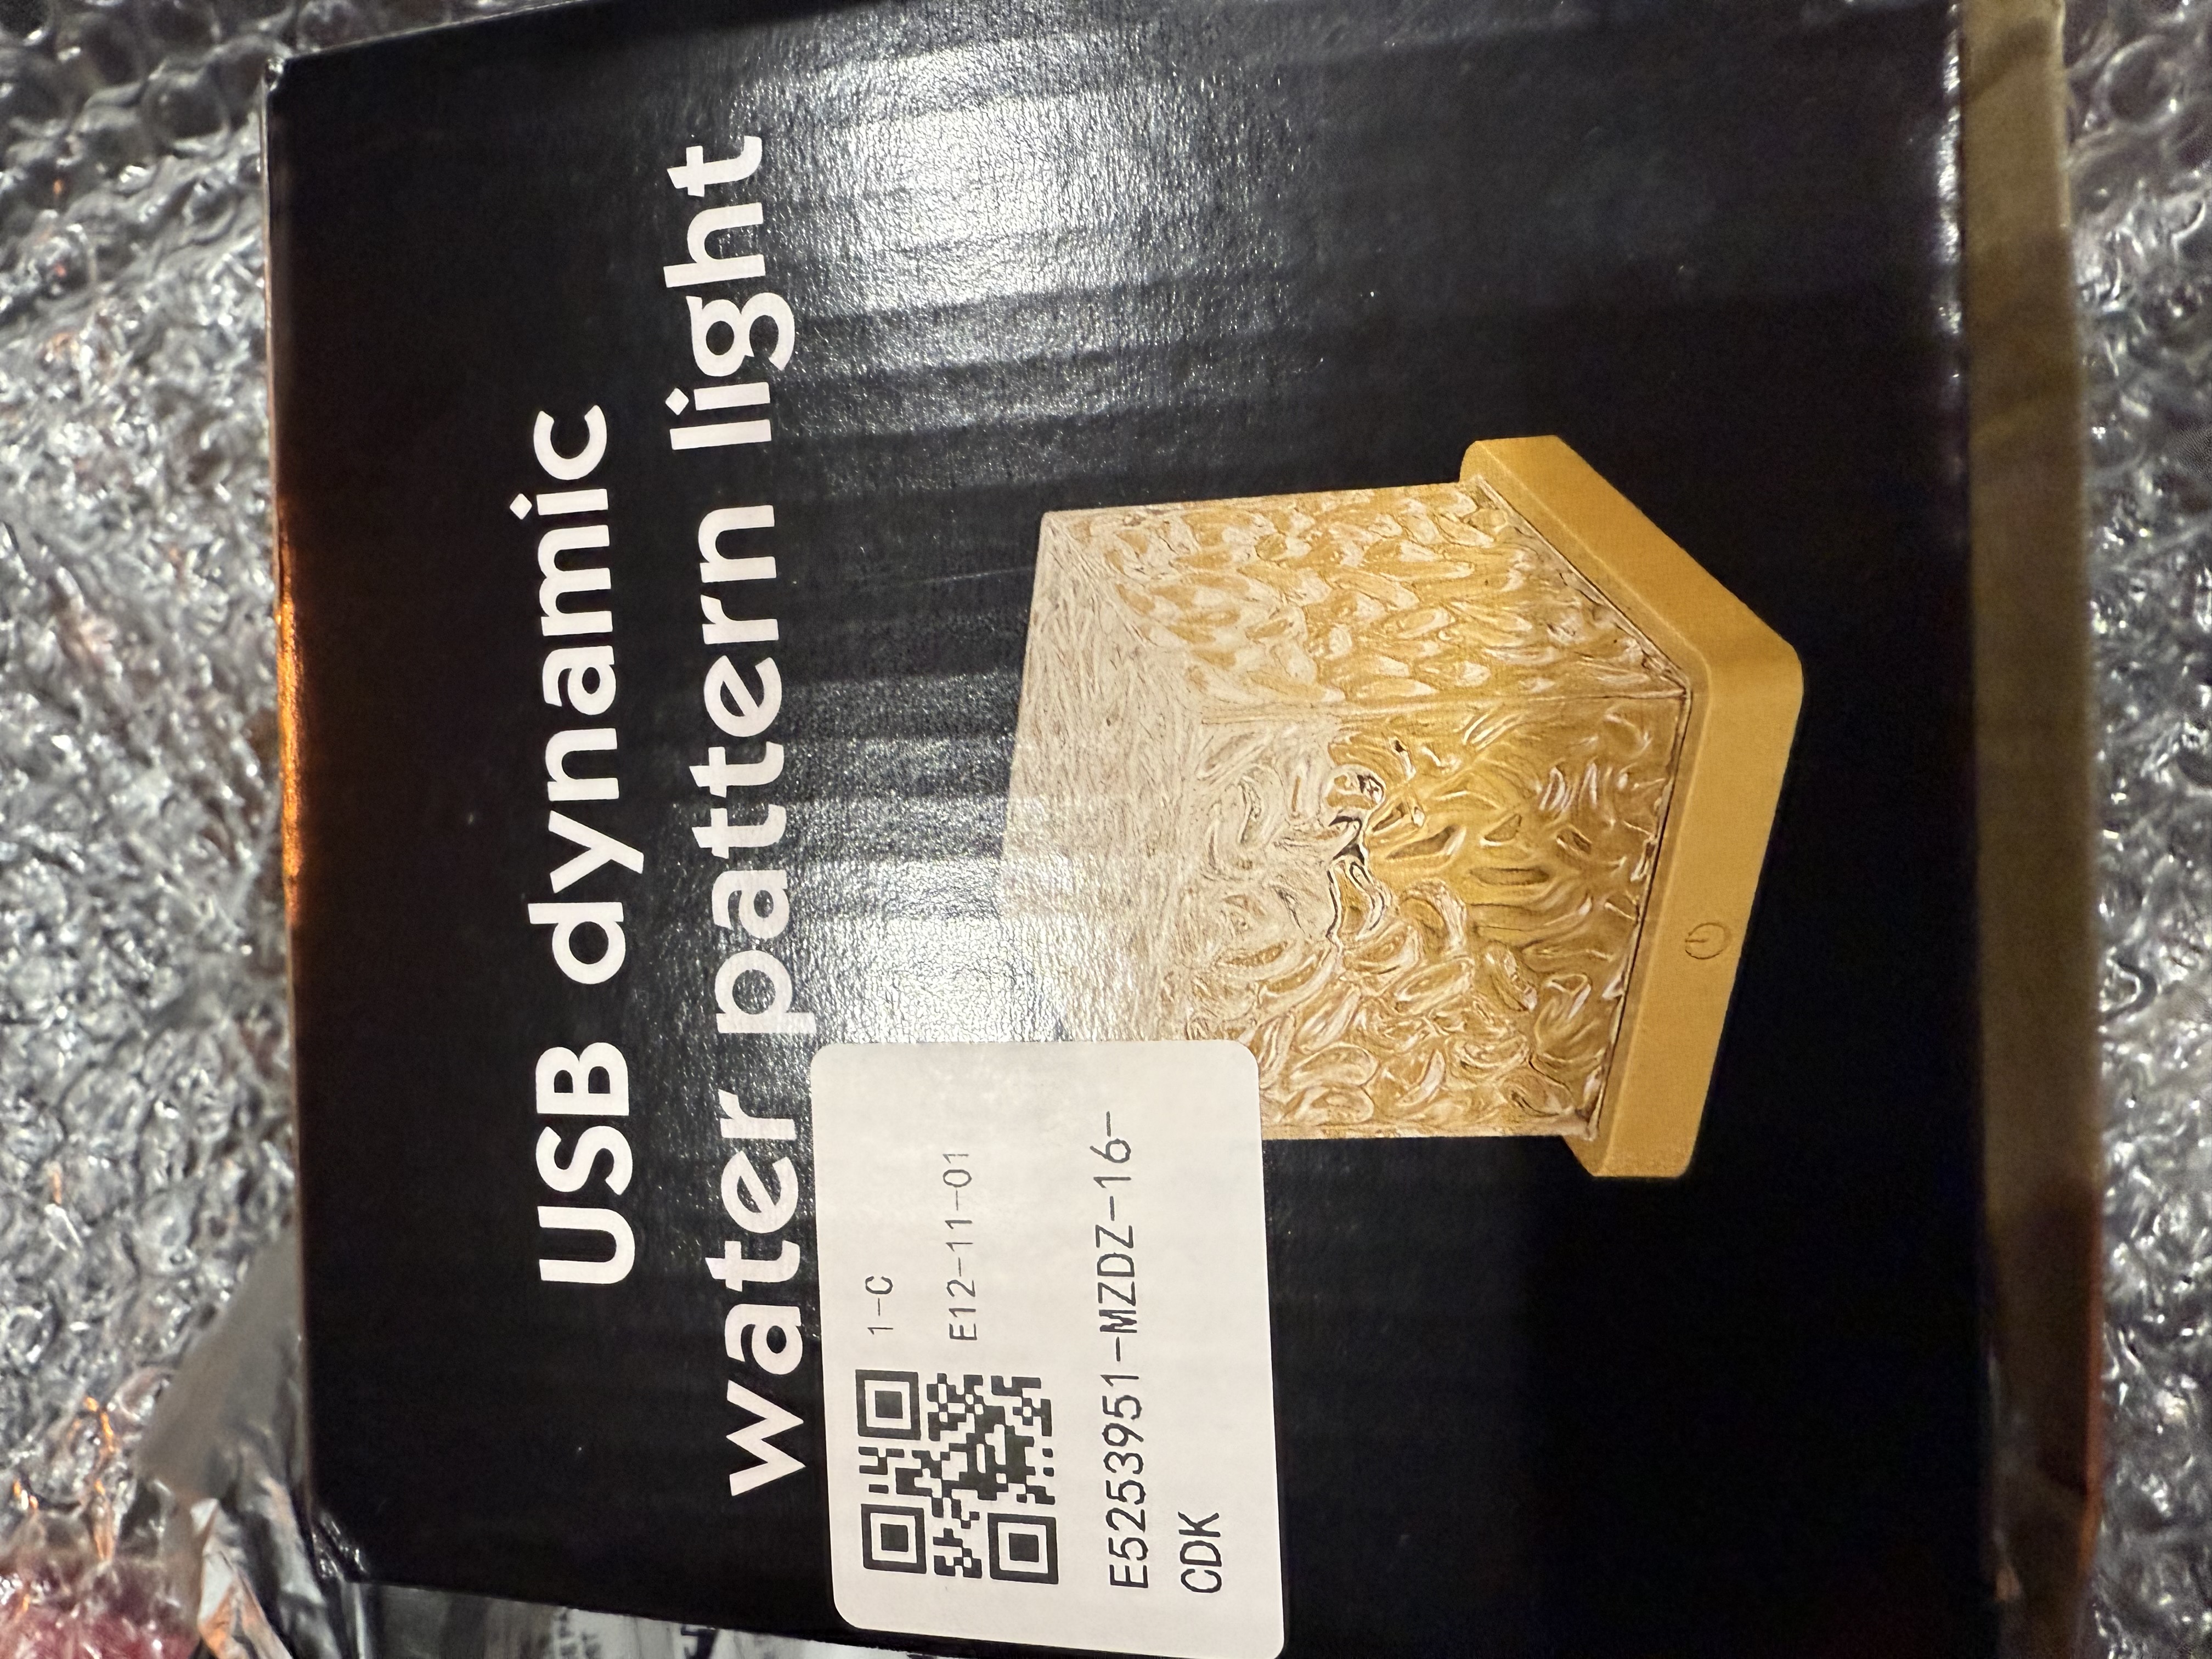 USB dynamic
water pattern light
1-C
E12-11-01
E5253951-MZDZ-16-
CDK